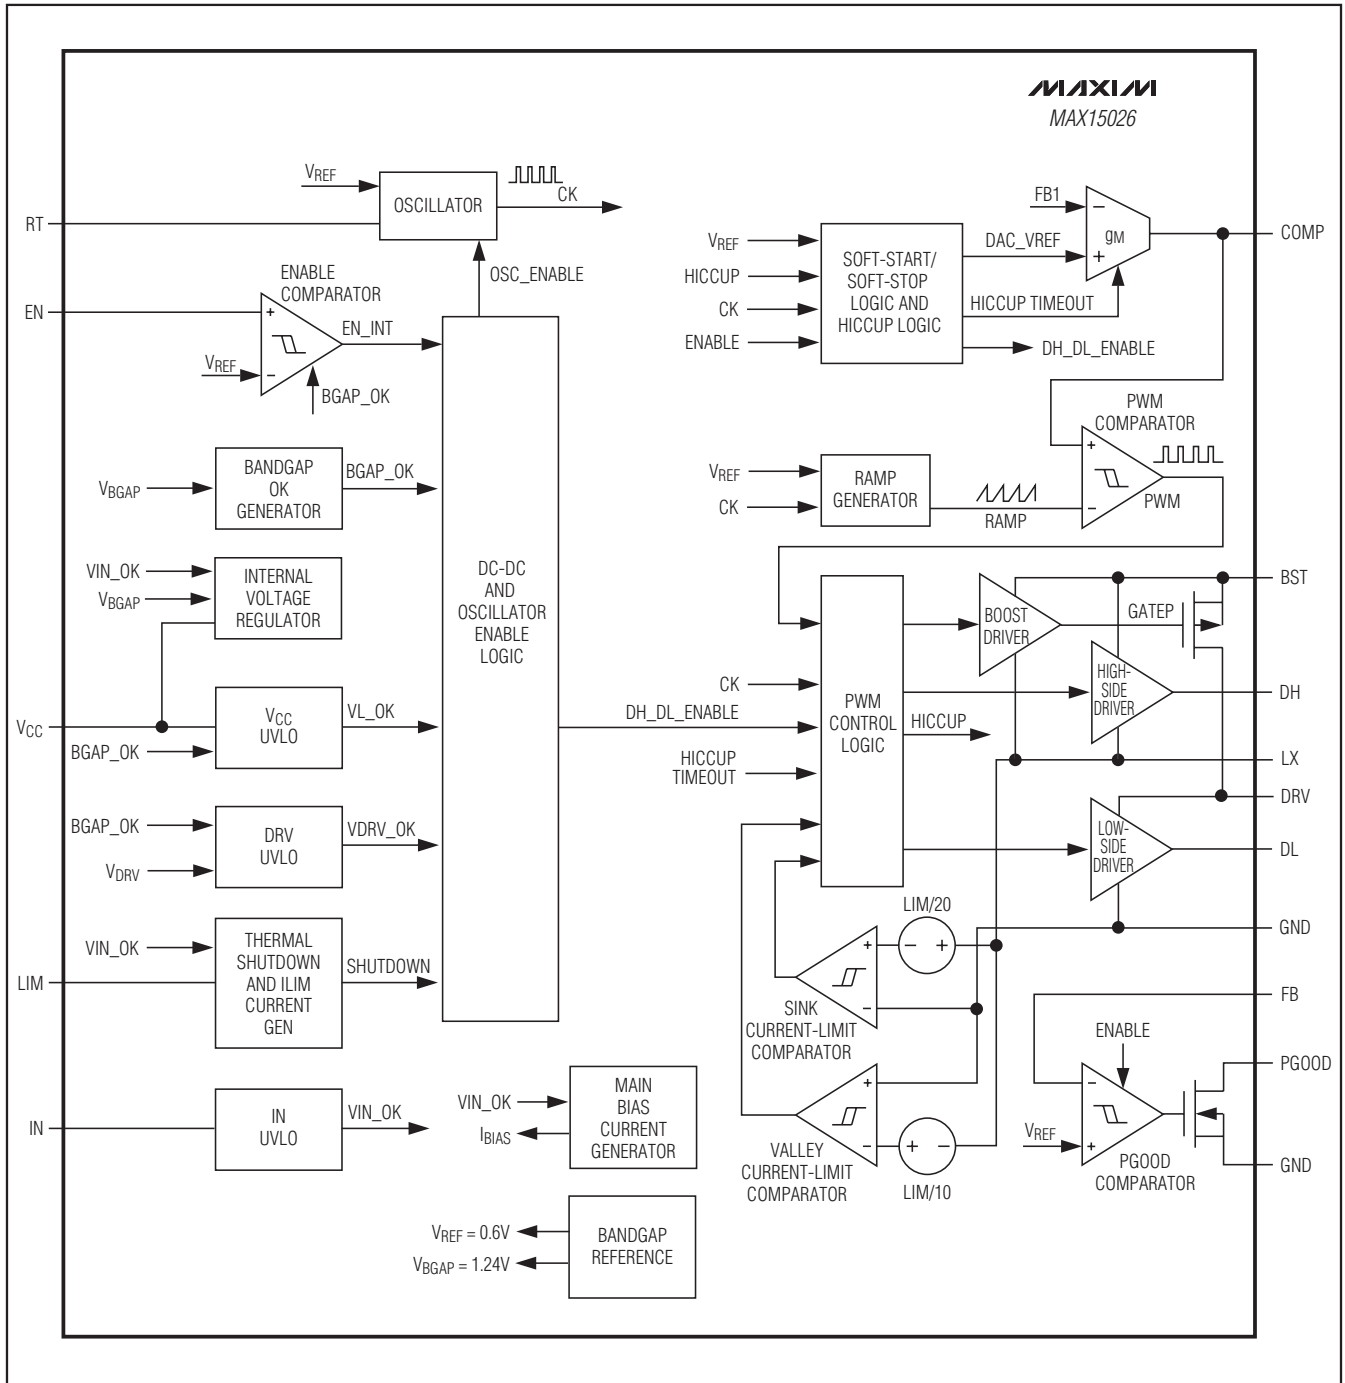 MAXIM
MAX15026
VREF
OSCILLATOR
CK
RT
OSC_ENABLE
ENABLE
COMPARATOR
EN
+
EN_INT
VREF
−
BGAP_OK
VBGAP
BANDGAP
OK
GENERATOR
BGAP_OK
VIN_OK
VBGAP
INTERNAL
VOLTAGE
REGULATOR
DC-DC
AND
OSCILLATOR
ENABLE
LOGIC
VCC
BGAP_OK
VCC
UVLO
VL_OK
BGAP_OK
VDRV
DRV
UVLO
VDRV_OK
VIN_OK
LIM
THERMAL
SHUTDOWN
AND ILIM
CURRENT
GEN
SHUTDOWN
IN
IN
UVLO
VIN_OK
VIN_OK
IBIAS
MAIN
BIAS
CURRENT
GENERATOR
VREF = 0.6V
VBGAP = 1.24V
BANDGAP
REFERENCE
VREF
HICCUP
CK
ENABLE
SOFT-START/
SOFT-STOP
LOGIC AND
HICCUP LOGIC
FB1
−
gM
DAC_VREF
+
HICCUP TIMEOUT
DH_DL_ENABLE
COMP
PWM
COMPARATOR
+
−
PWM
VREF
CK
RAMP
GENERATOR
RAMP
CK
DH_DL_ENABLE
HICCUP
TIMEOUT
PWM
CONTROL
LOGIC
HICCUP
BOOST
DRIVER
GATEP
BST
HIGH-
SIDE
DRIVER
DH
LX
DRV
LOW-
SIDE
DRIVER
DL
GND
LIM/20
+
− +
−
SINK
CURRENT-LIMIT
COMPARATOR
+
−
+ −
VALLEY
CURRENT-LIMIT
COMPARATOR
LIM/10
FB
ENABLE
−
VREF
+
PGOOD
COMPARATOR
PGOOD
GND